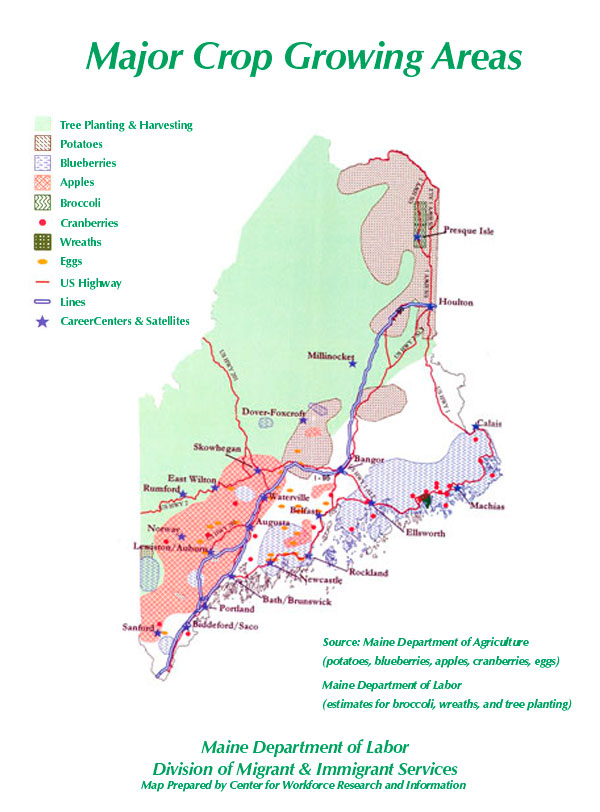 Major Crop Growing Areas
Tree Planting & Harvesting
Potatoes
Blueberries
Apples
Broccoli
Cranberries
Wreaths
Eggs
US Highway
Lines
CareerCenters & Satellites
Presque Isle
Houlton
Millinocket
Dover-Foxcroft
Calais
Skowhegan
Bangor
East Wilton
Rumford
I - 95
Waterville
Machias
Belfast
Norway
Augusta
Ellsworth
Lewiston/Auburn
Rockland
Newcastle
Bath/Brunswick
Portland
Sanford
Biddeford/Saco
Source: Maine Department of Agriculture
(potatoes, blueberries, apples, cranberries, eggs)
Maine Department of Labor
(estimates for broccoli, wreaths, and tree planting)
Maine Department of Labor
Division of Migrant & Immigrant Services
Map Prepared by Center for Workforce Research and Information